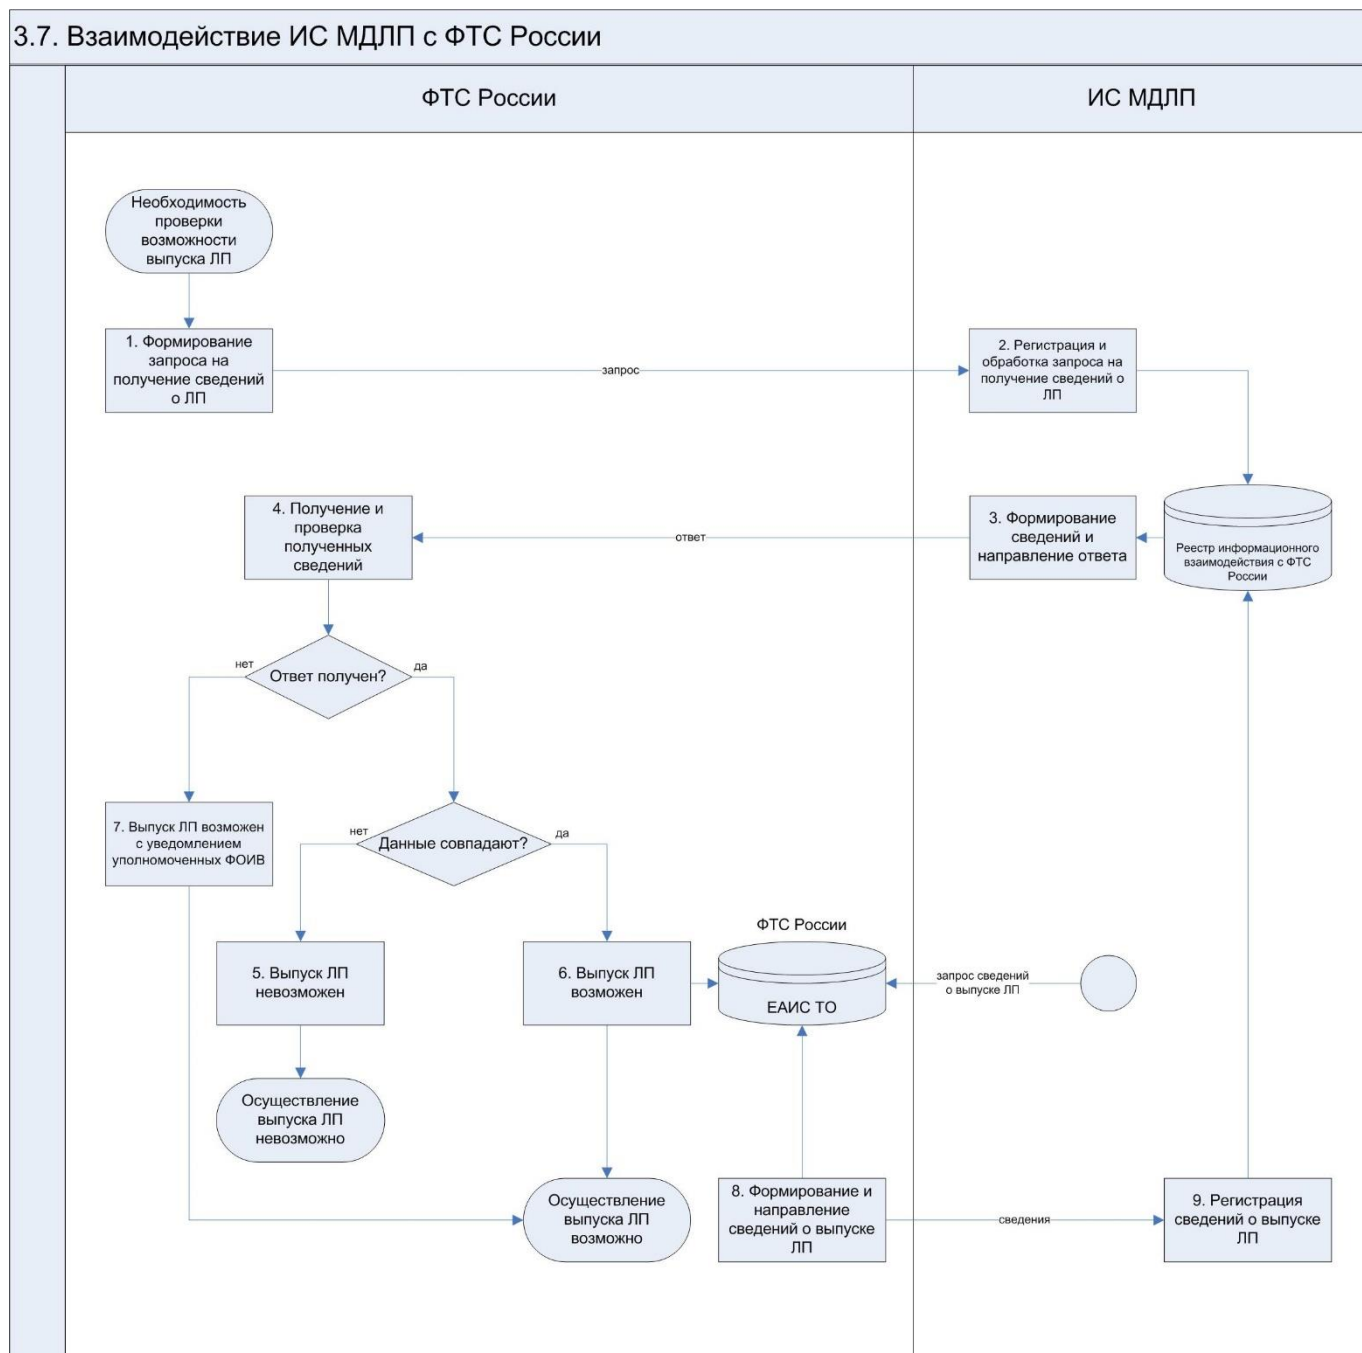 3.7. Взаимодействие ИС МДЛП с ФТС России
ФТС России
ИС МДЛП
Необходимость
проверки
возможности
выпуска ЛП
1. Формирование
запроса на
получение сведений
о ЛП
запрос
2. Регистрация и
обработка запроса на
получение сведений о
ЛП
4. Получение и
проверка
полученных
сведений
ответ
3. Формирование
сведений и
направление ответа
Реестр информационного
взаимодействия с ФТС
России
нет
Ответ получен?
да
7. Выпуск ЛП возможен
с уведомлением
уполномоченных ФОИВ
нет
Данные совпадают?
да
5. Выпуск ЛП
невозможен
6. Выпуск ЛП
возможен
ФТС России
ЕАИС ТО
запрос сведений
о выпуске ЛП
Осуществление
выпуска ЛП
невозможно
Осуществление
выпуска ЛП
возможно
8. Формирование и
направление
сведений о выпуске
ЛП
сведения
9. Регистрация
сведений о выпуске
ЛП